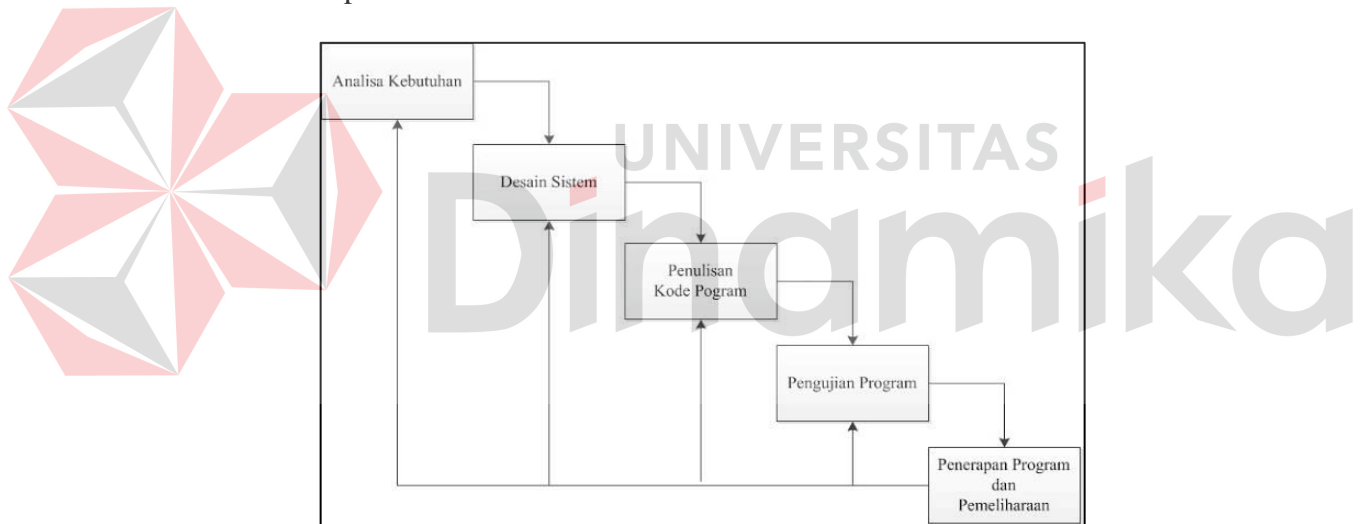 Analisa Kebutuhan
UNIVERSITAS
Dinamika
Desain Sistem
Penulisan
Kode Pogram
Pengujian Program
Penerapan Program
dan
Pemeliharaan